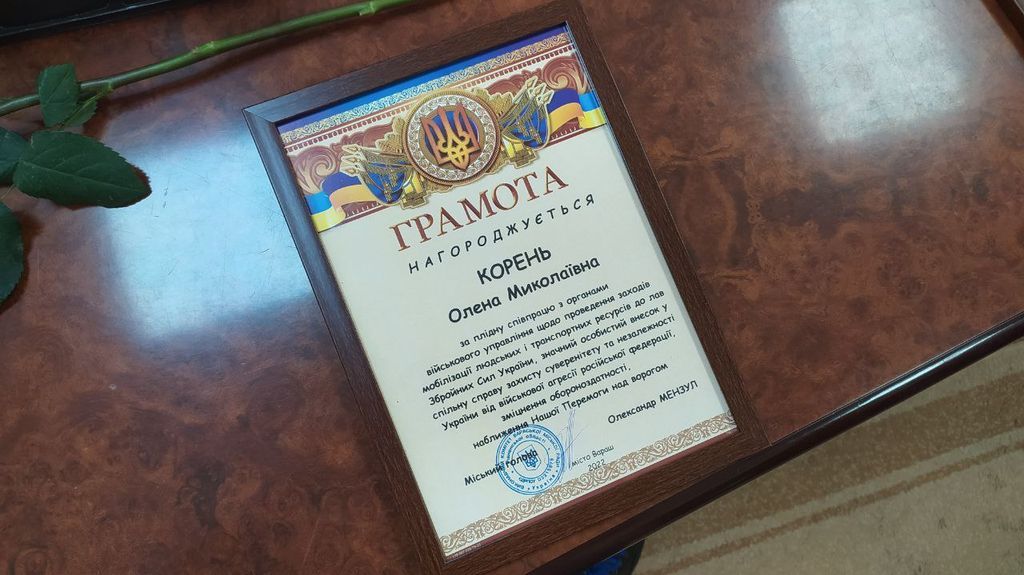 ГРАМОТА
НАГОРОДЖУЄТЬСЯ
КОРЕНЬ
Олена Миколаївна
за плідну співпрацю з органами
військового управління щодо проведення заходів
мобілізації людських і транспортних ресурсів до лав
Збройних Сил України, значний особистий внесок у
спільну справу захисту суверенітету та незалежності
України від військової агресії російської федерації,
зміцнення обороноздатності,
наближення Нашої Перемоги над ворогом
Міський голова
Олександр МЕНЗУЛ
місто Вараш